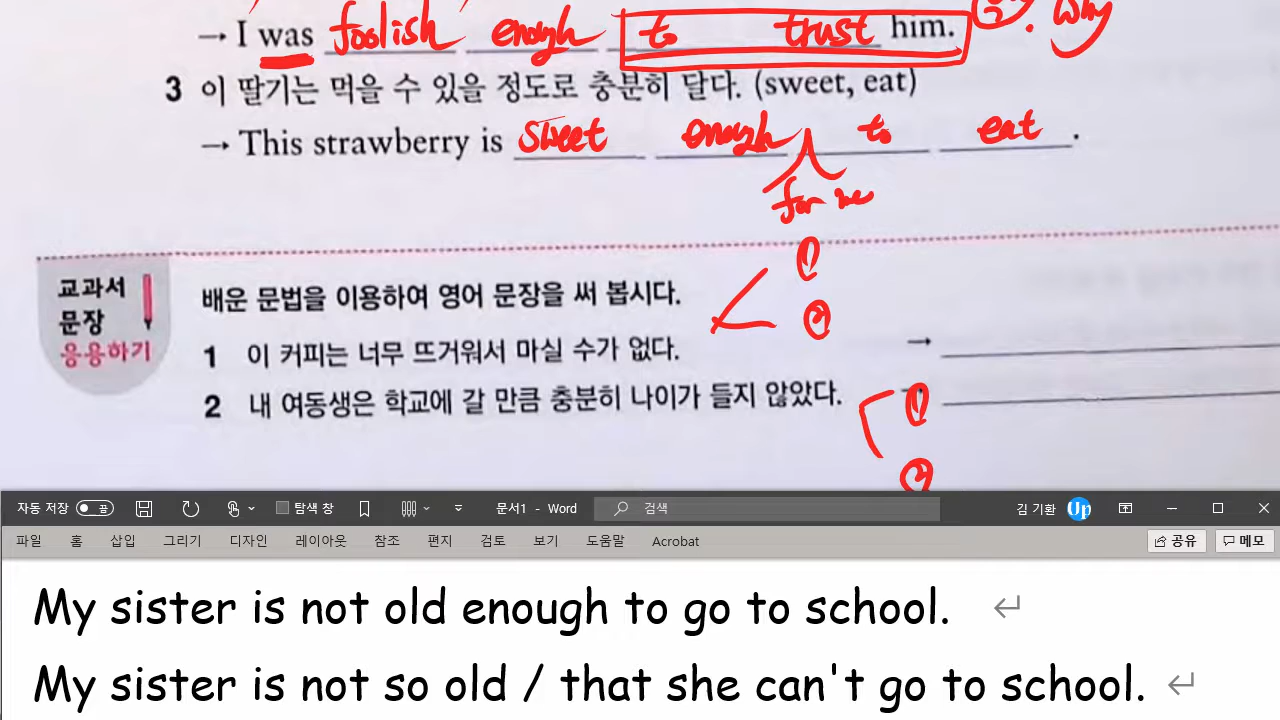 → I was foolish enough to trust him. Why
3 이 딸기는 먹을 수 있을 정도로 충분히 달다. (sweet, eat)
→ This strawberry is sweet enough to eat.
for me
①
교과서
문장
응용하기
배운 문법을 이용하여 영어 문장을 써 봅시다.
②
1 이 커피는 너무 뜨거워서 마실 수가 없다. →
2 내 여동생은 학교에 갈 만큼 충분히 나이가 들지 않았다. ①
②
자동 저장 끔 탐색 창 문서1 - Word 검색 김 기환 Up
파일 홈 삽입 그리기 디자인 레이아웃 참조 편지 검토 보기 도움말 Acrobat 공유 메모
My sister is not old enough to go to school.
My sister is not so old / that she can't go to school.